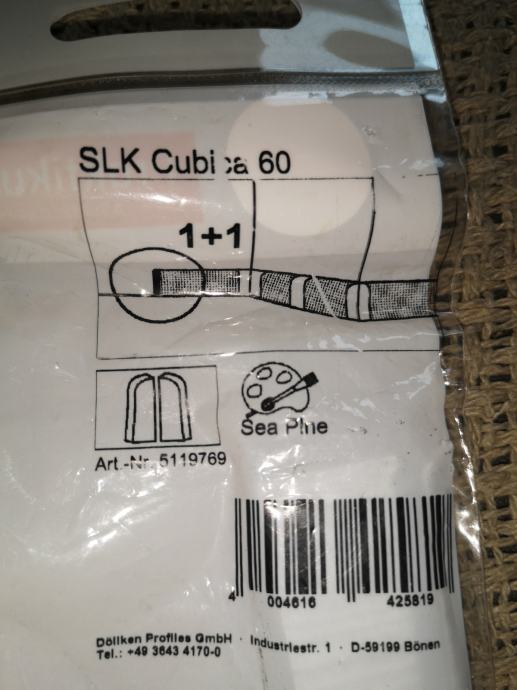 SLK Cubica 60
1+1
Sea Pine
Art.-Nr. 5119769
4 004616 425819
Döllken Profiles GmbH · Industriestr. 1 · D-59199 Bönen
Tel.: +49 3643 4170-0